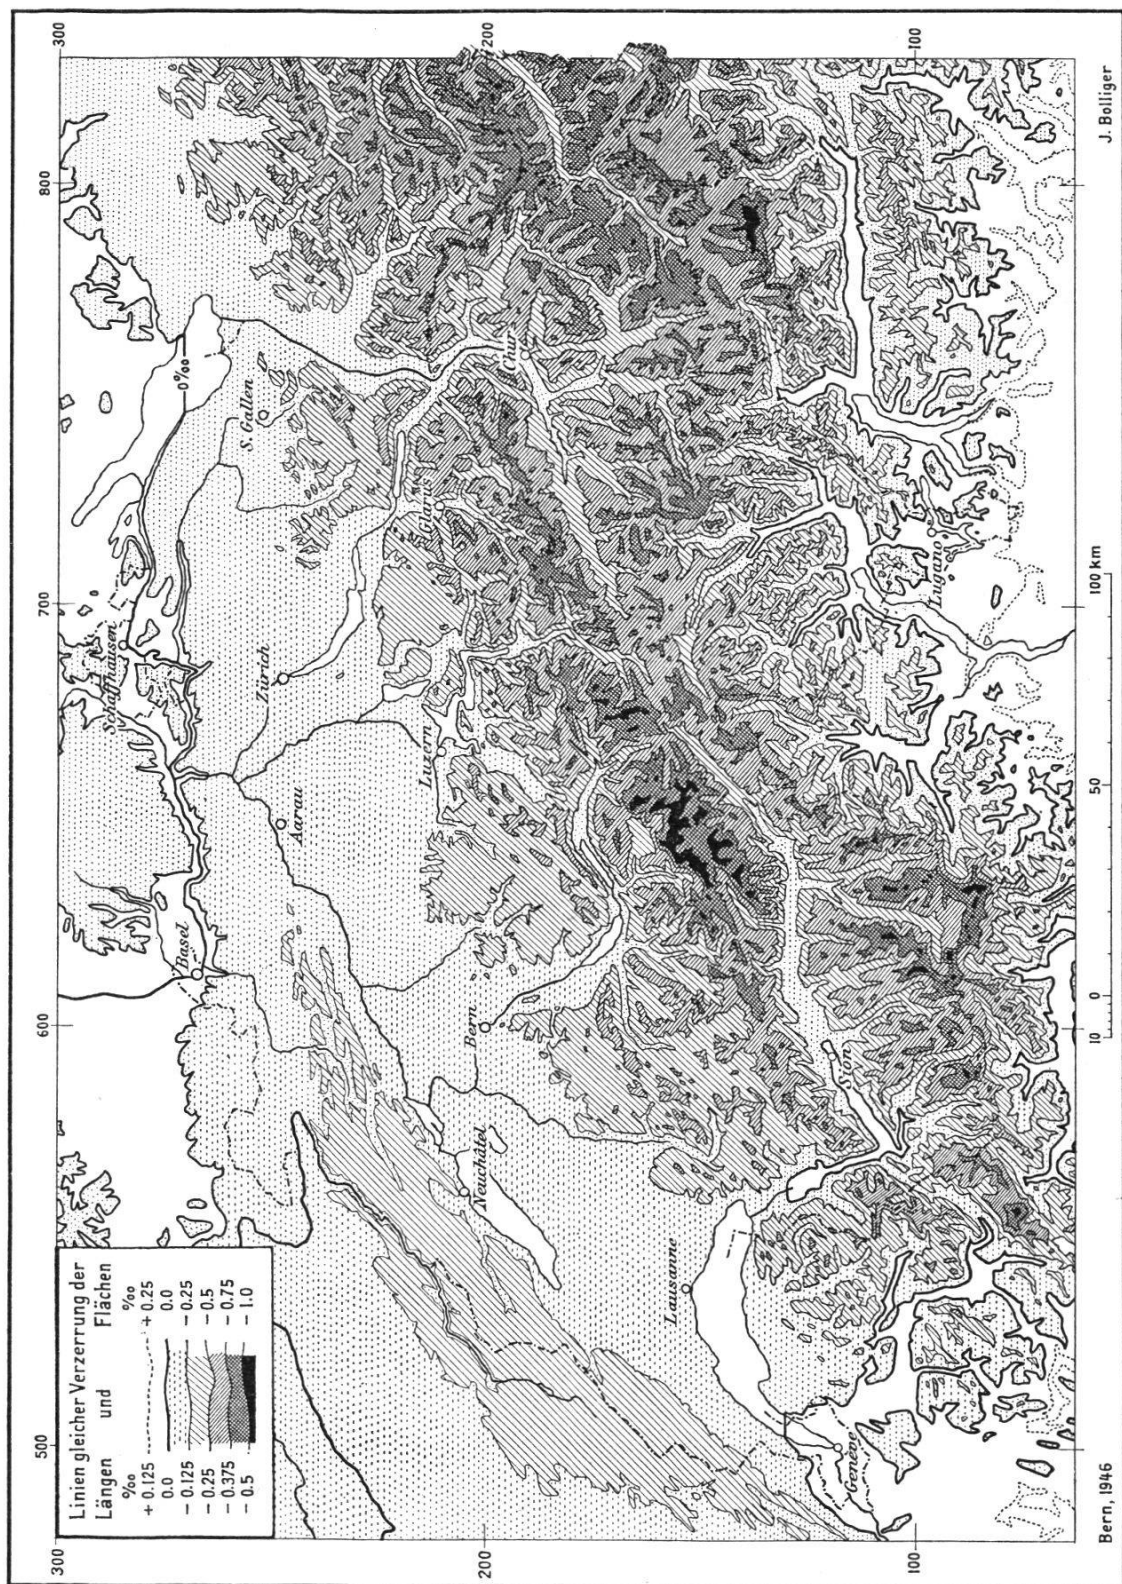 Linien gleicher Verzerrung der
Längen und Flächen
‰ ‰
+ 0.125 + 0.25
0.0 0.0
− 0.125 − 0.25
− 0.25 − 0.5
− 0.375 − 0.75
− 0.5 − 1.0
500
600
700
800
300
300
200
200
100
100
Basel
Schaffhausen
0‰
S. Gallen
Zürich
Aarau
Luzern
Glarus
Chur
Bern
Neuchâtel
Lausanne
Genève
Sion
Lugano
10 0 50 100 km
Bern, 1946
J. Bolliger